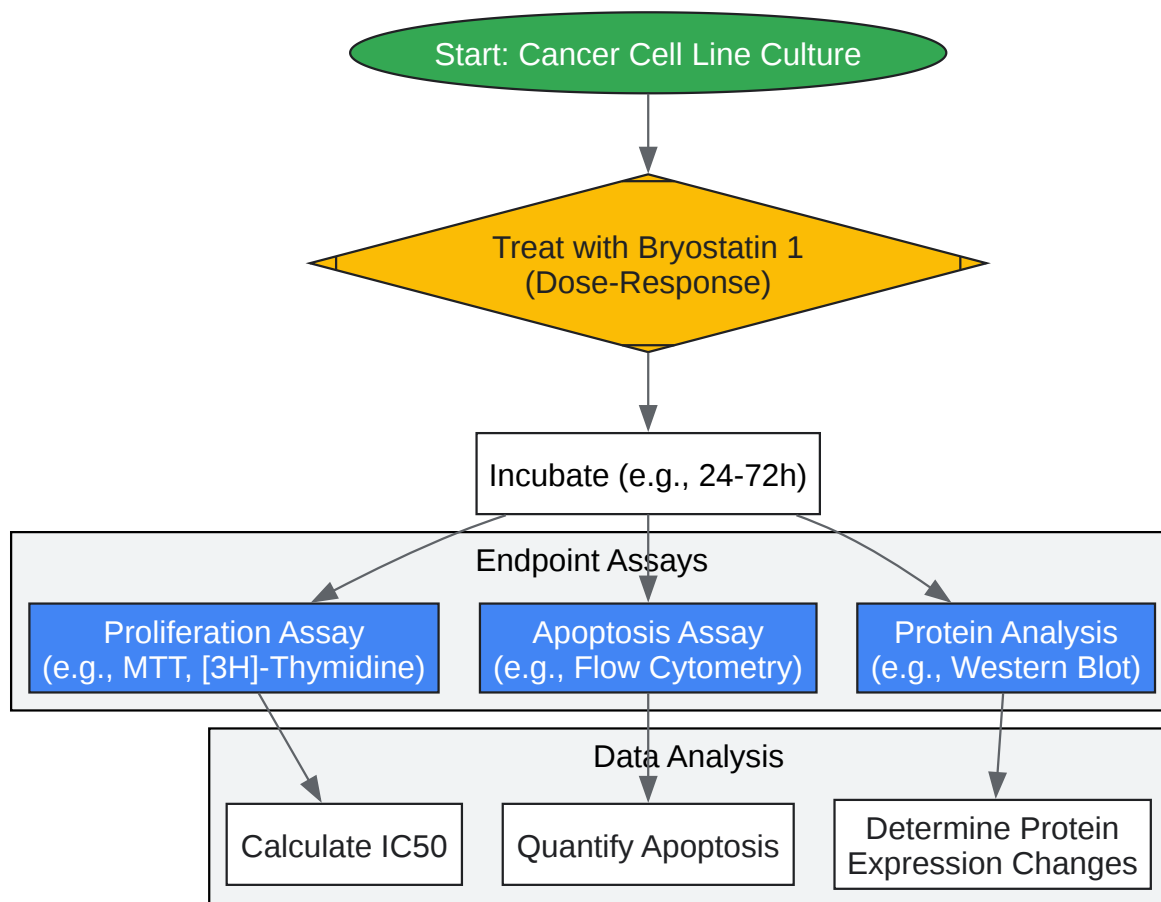 Start: Cancer Cell Line Culture
Treat with Bryostatin 1
(Dose-Response)
Incubate (e.g., 24-72h)
Endpoint Assays
Proliferation Assay
(e.g., MTT, [3H]-Thymidine)
Apoptosis Assay
(e.g., Flow Cytometry)
Protein Analysis
(e.g., Western Blot)
Data Analysis
Calculate IC50
Quantify Apoptosis
Determine Protein
Expression Changes